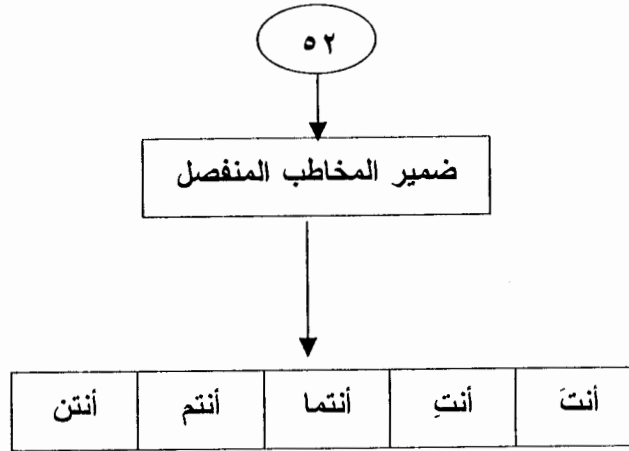 ٥٢
ضمير المخاطب المنفصل
أنتَ أنتِ أنتما أنتم أنتن